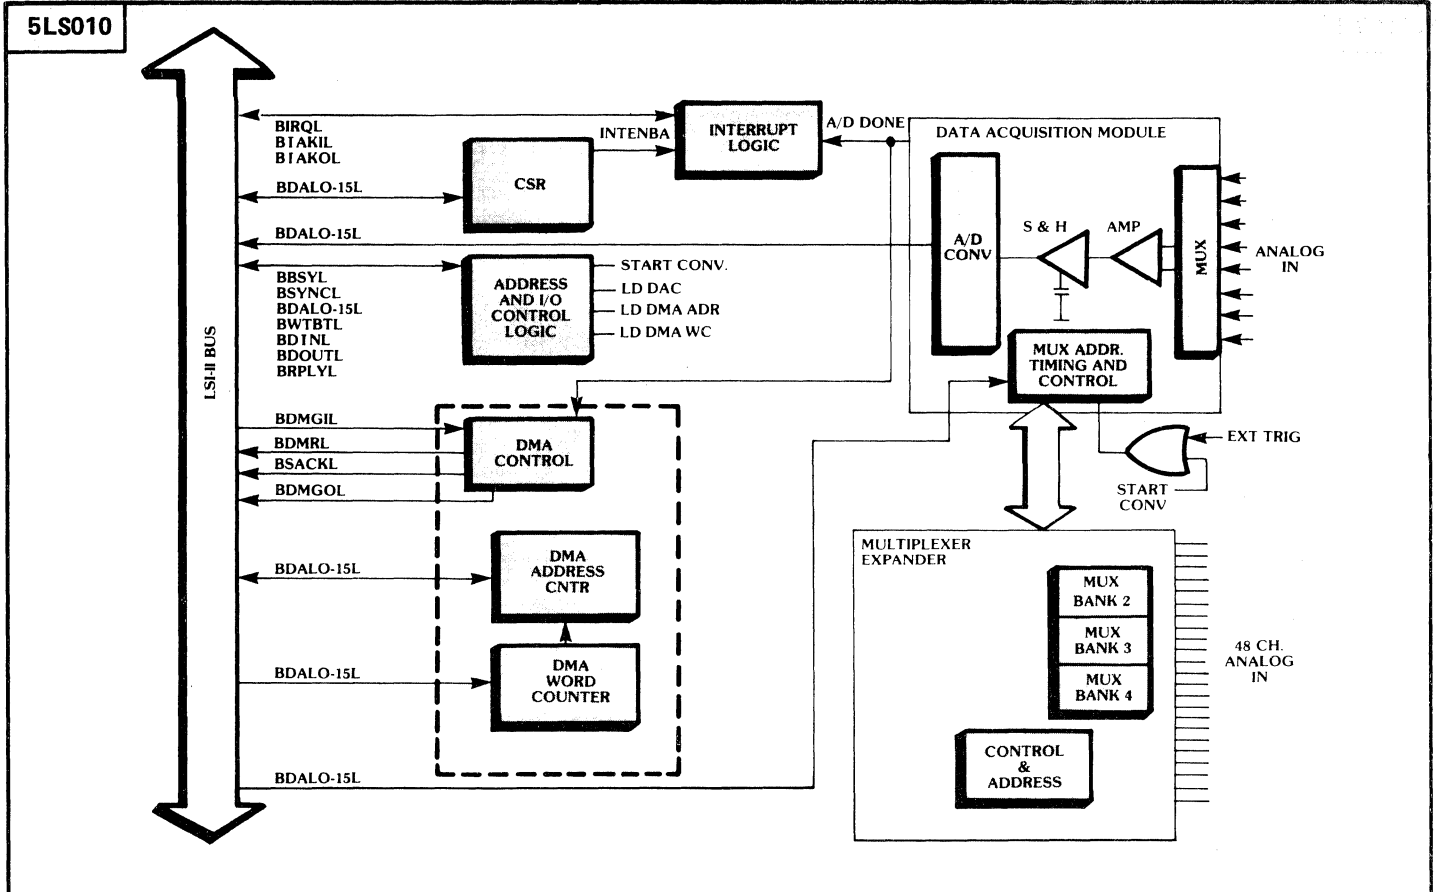 5LS010
LSI-II BUS
BIRQL
BIAKIL
BIAKOL
BDALO-15L
CSR
INTENBA
INTERRUPT
LOGIC
A/D DONE
BDALO-15L
BBSYL
BSYNCL
BDALO-15L
BWTBTL
BDINL
BDOUTL
BRPLYL
ADDRESS
AND I/O
CONTROL
LOGIC
START CONV.
LD DAC
LD DMA ADR
LD DMA WC
DATA ACQUISITION MODULE
A/D
CONV
S & H
AMP
MUX
ANALOG
IN
MUX ADDR.
TIMING AND
CONTROL
EXT TRIG
START
CONV
BDMGIL
BDMRL
BSACKL
BDMGOL
DMA
CONTROL
BDALO-15L
DMA
ADDRESS
CNTR
BDALO-15L
DMA
WORD
COUNTER
BDALO-15L
MULTIPLEXER
EXPANDER
MUX
BANK 2
MUX
BANK 3
MUX
BANK 4
CONTROL
&
ADDRESS
48 CH.
ANALOG
IN